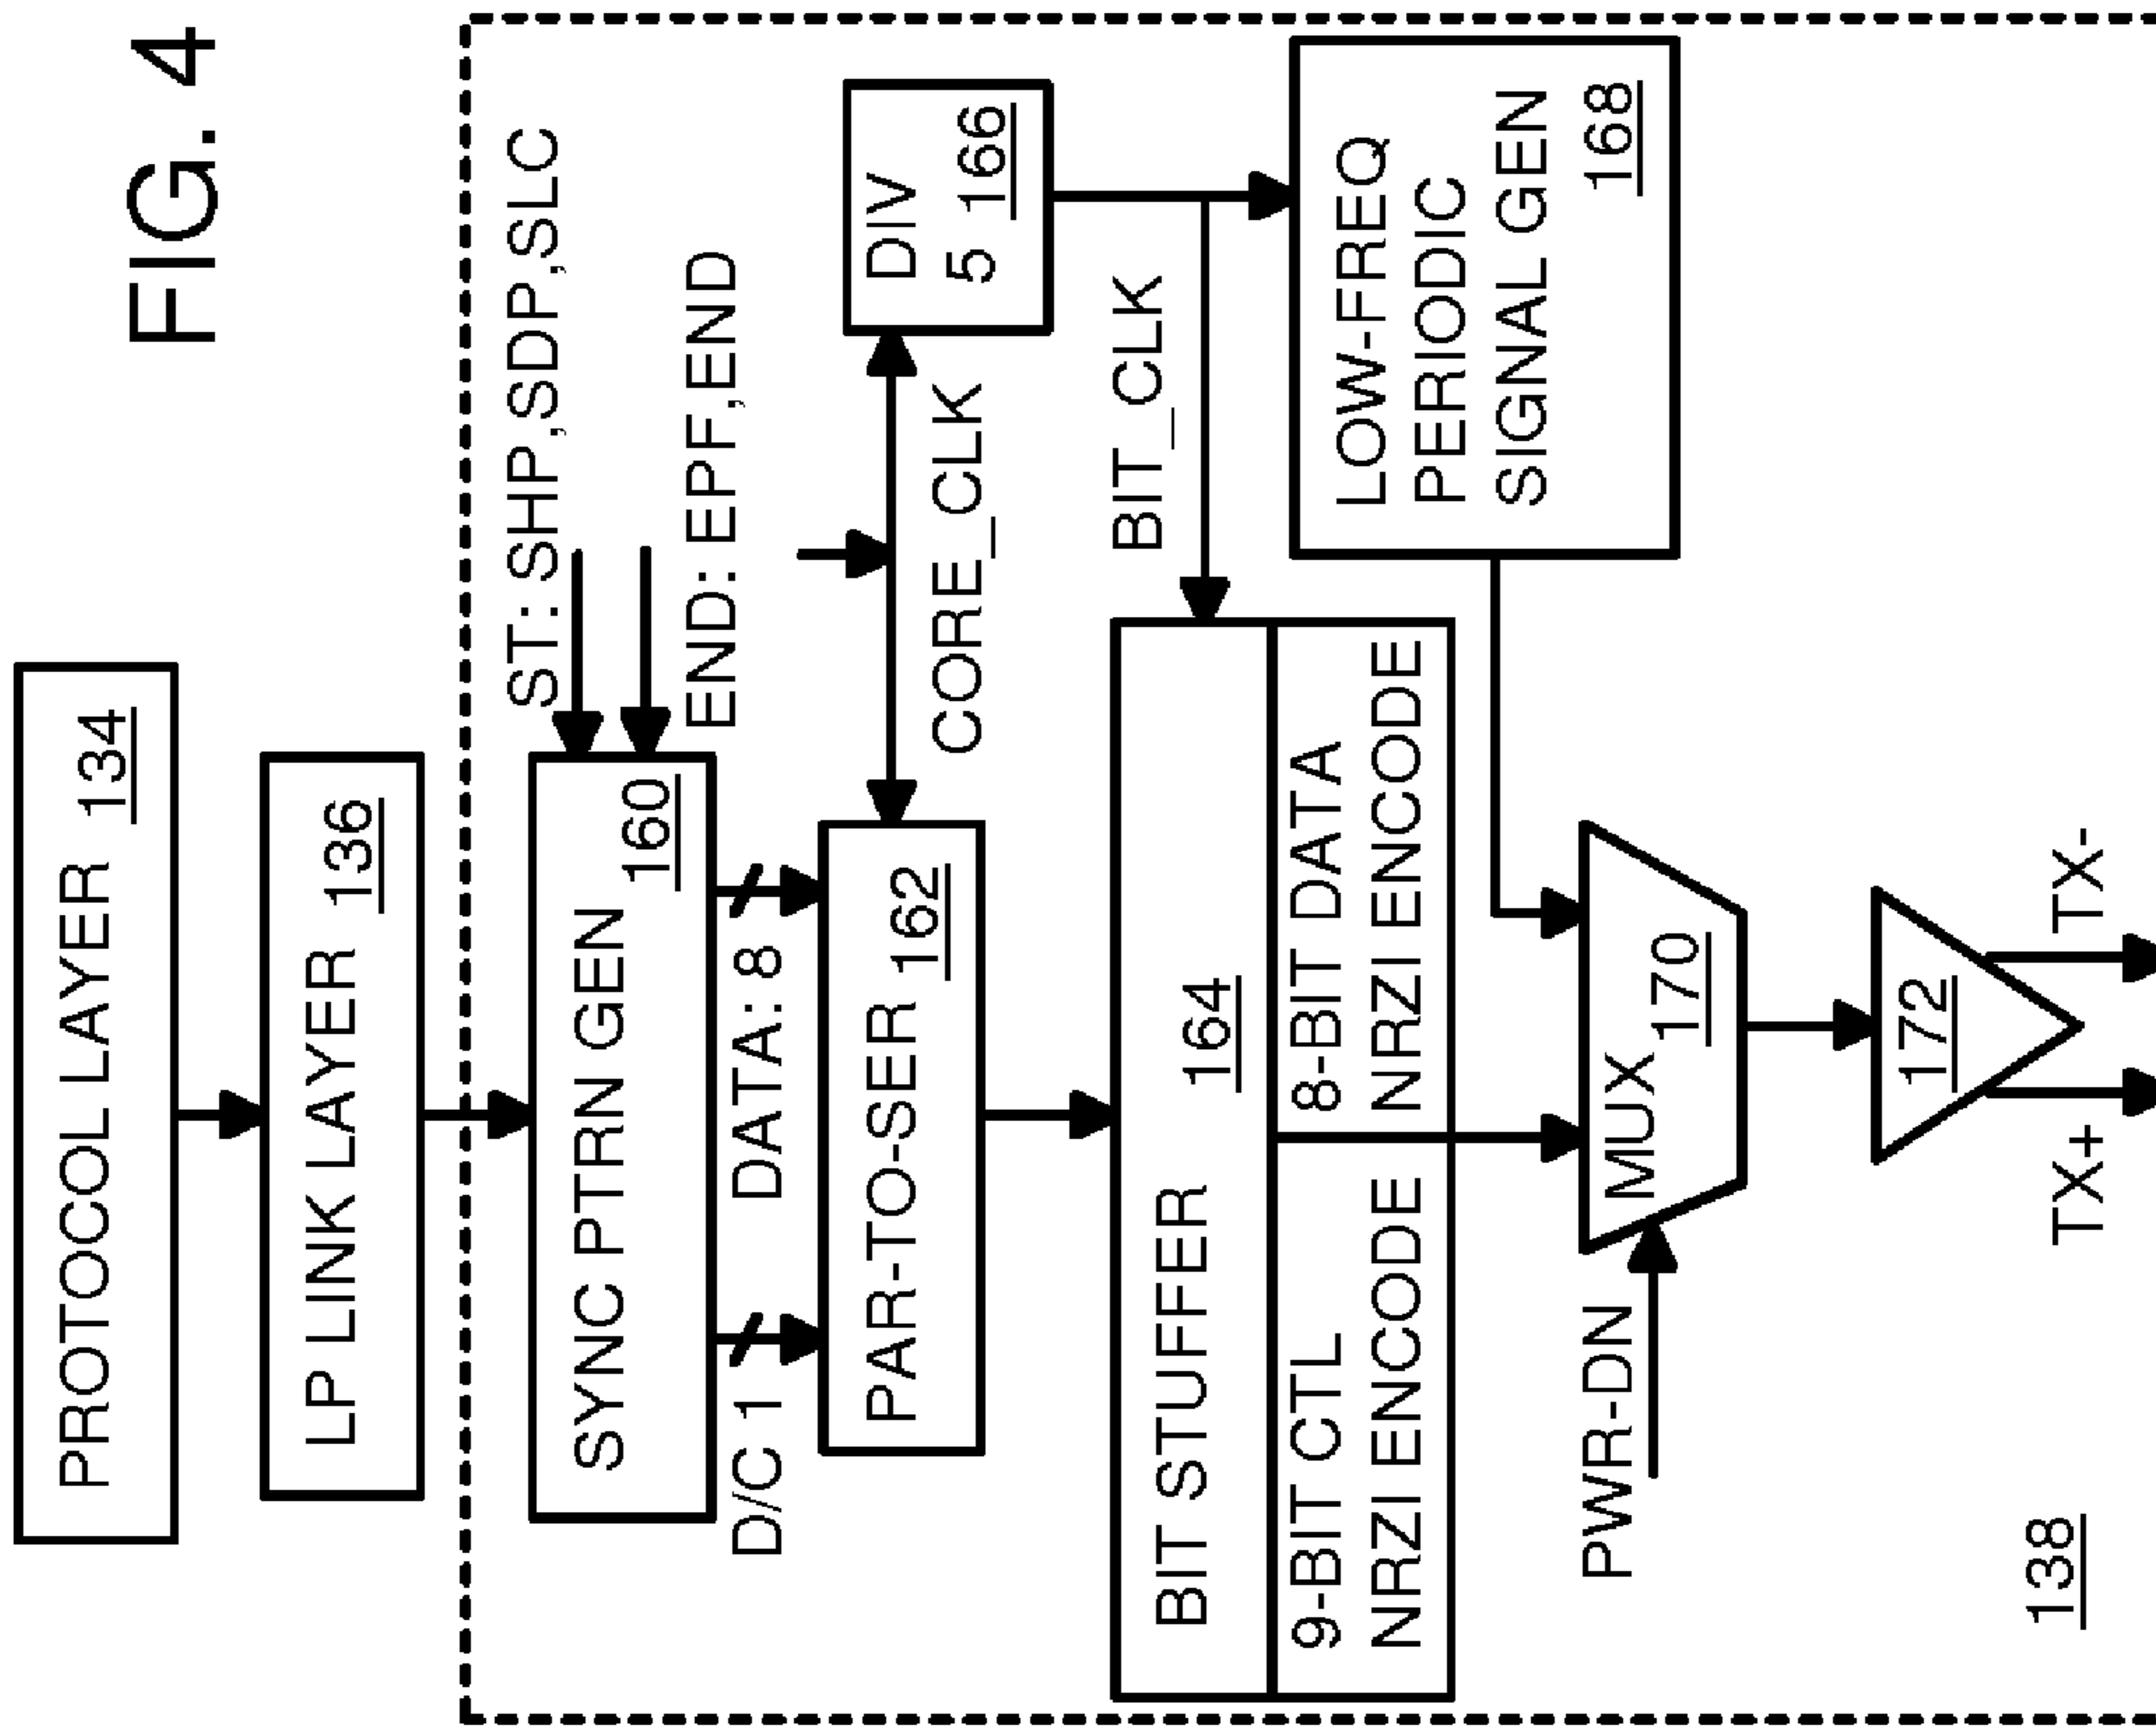 FIG. 4
PROTOCOL LAYER 134
LP LINK LAYER 136
ST: SHP,SDP,SLC
SYNC PTRN GEN
160
END: EPF,END
D/C 1
DATA: 8
PAR-TO-SER 162
DIV
5 166
CORE_CLK
BIT_CLK
BIT STUFFER 164
9-BIT CTL
NRZI ENCODE
8-BIT DATA
NRZI ENCODE
LOW-FREQ
PERIODIC
SIGNAL GEN
168
PWR-DN
MUX
170
172
TX+
TX-
138